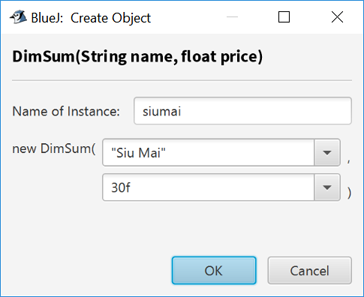 BlueJ: Create Object
DimSum(String name, float price)
Name of Instance: siumai
new DimSum( "Siu Mai" ,
30f )
OK Cancel